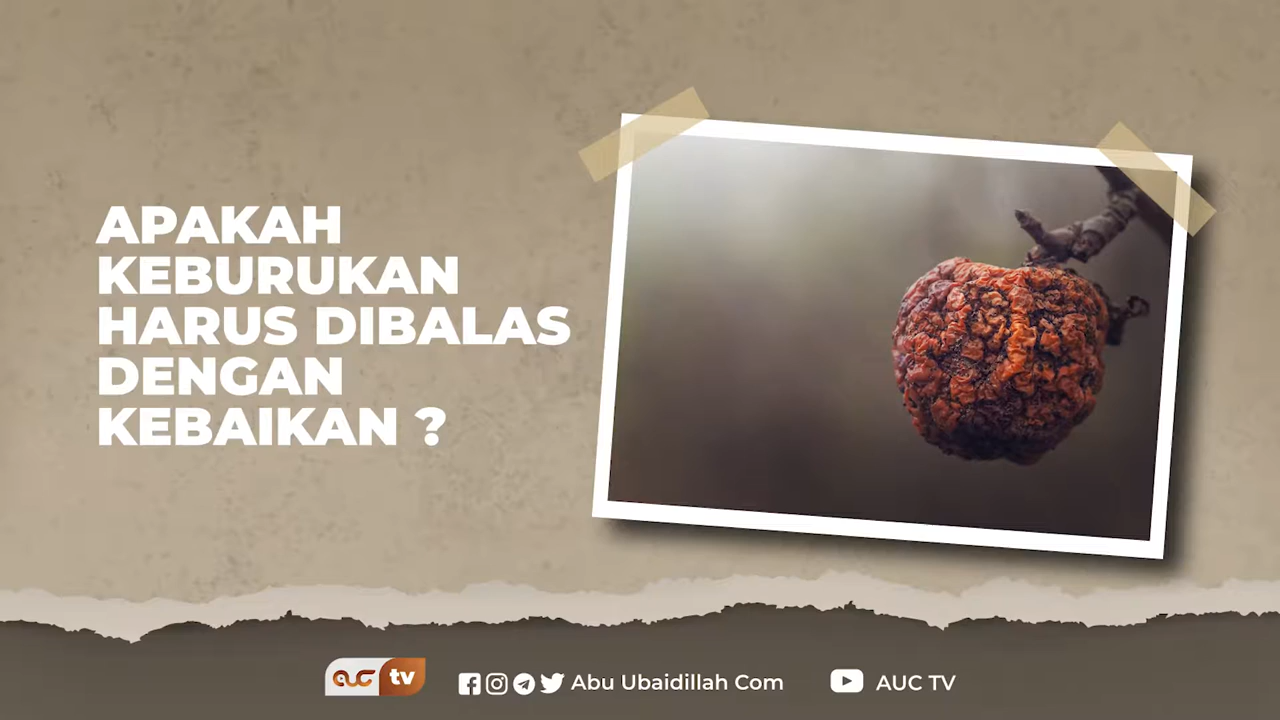 APAKAH
KEBURUKAN
HARUS DIBALAS
DENGAN
KEBAIKAN ?
auc tv
Abu Ubaidillah Com
AUC TV